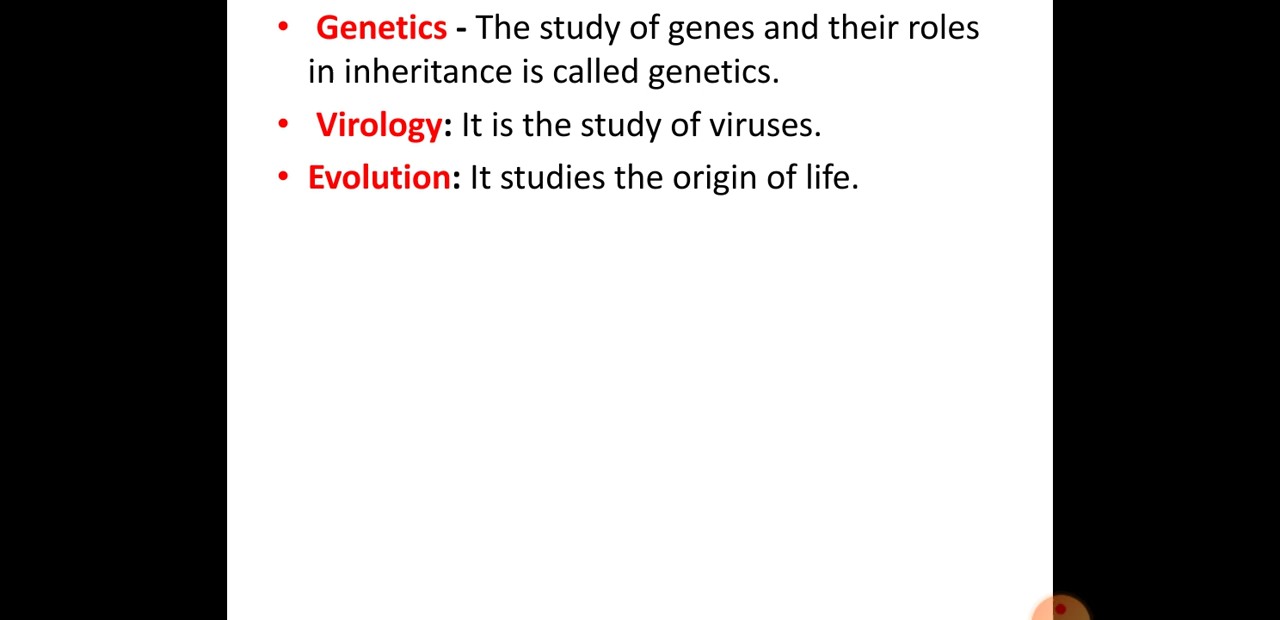 • Genetics - The study of genes and their roles
in inheritance is called genetics.
• Virology: It is the study of viruses.
• Evolution: It studies the origin of life.